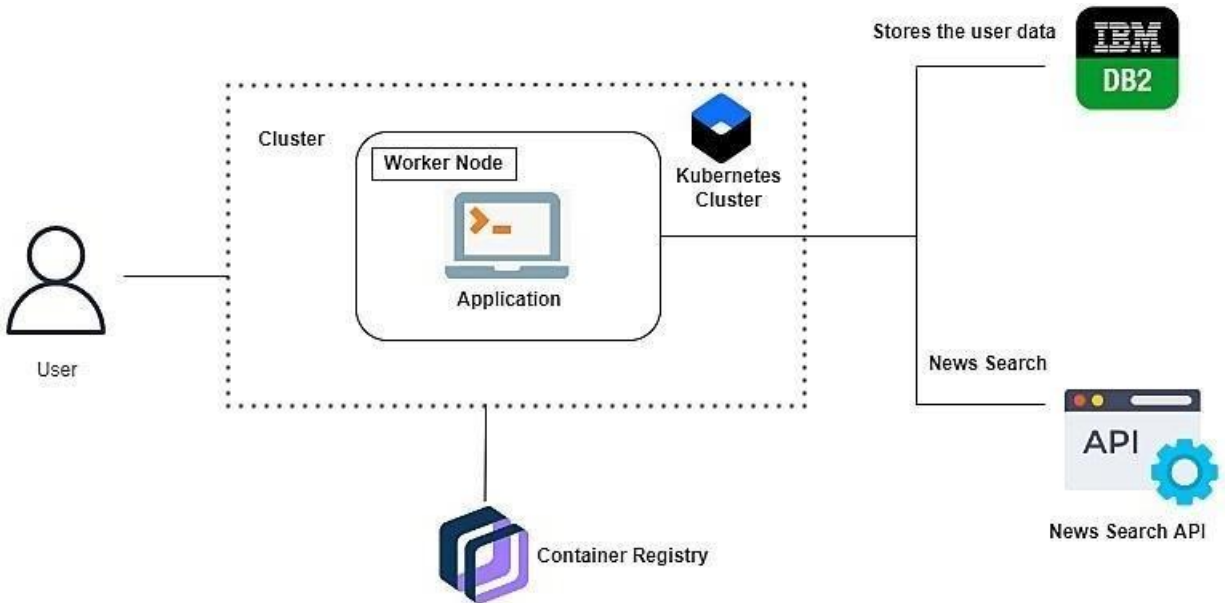 Stores the user data
IBM
DB2
Cluster
Worker Node
Kubernetes
Cluster
Application
User
News Search
API
News Search API
Container Registry